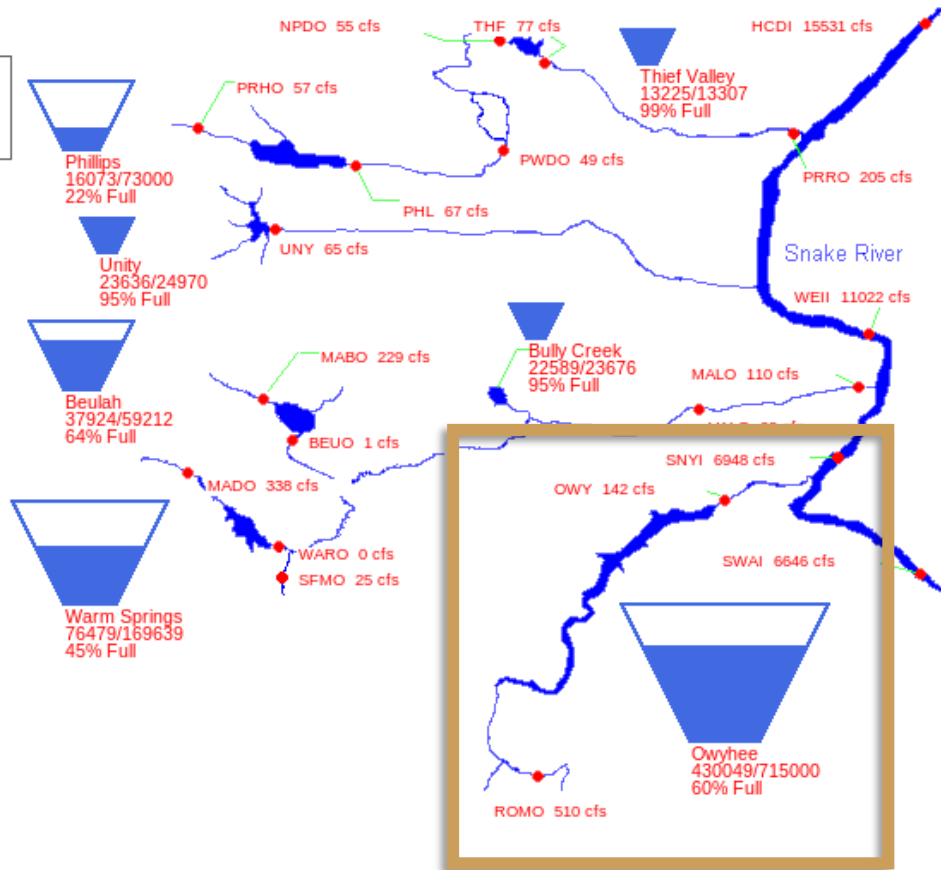 NPDO 55 cfs
THF 77 cfs
HCDI 15531 cfs
Thief Valley
13225/13307
99% Full
PRHO 57 cfs
Phillips
16073/73000
22% Full
PWDO 49 cfs
PRRO 205 cfs
PHL 67 cfs
UNY 65 cfs
Unity
23636/24970
95% Full
Snake River
WEII 11022 cfs
MABO 229 cfs
Bully Creek
22589/23676
95% Full
MALO 110 cfs
Beulah
37924/59212
64% Full
BEUO 1 cfs
SNYI 6948 cfs
MADO 338 cfs
OWY 142 cfs
WARO 0 cfs
SFMO 25 cfs
SWAI 6646 cfs
Warm Springs
76479/169639
45% Full
Owyhee
430049/715000
60% Full
ROMO 510 cfs